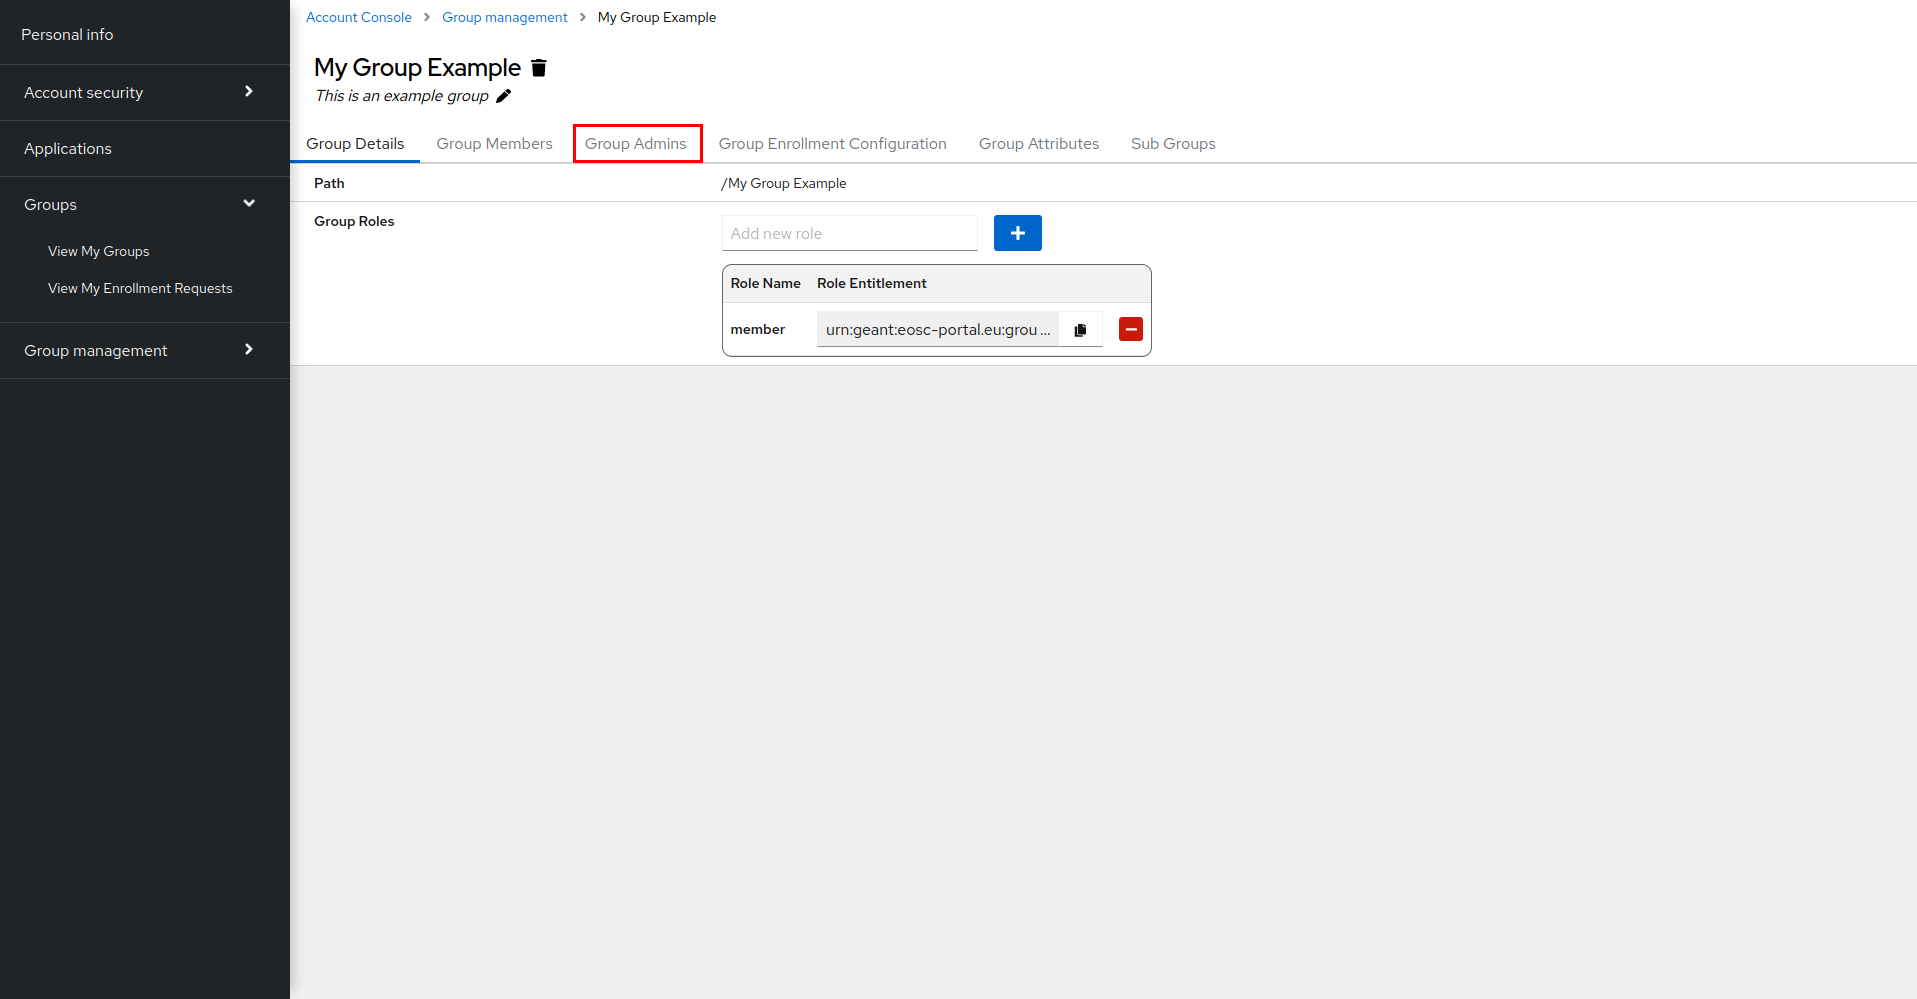 Personal info
Account security
Applications
Groups
View My Groups
View My Enrollment Requests
Group management
Account Console > Group management > My Group Example
My Group Example
This is an example group
Group Details Group Members Group Admins Group Enrollment Configuration Group Attributes Sub Groups
Path /My Group Example
Group Roles
Add new role
Role Name Role Entitlement
member urn:geant:eosc-portal.eu:grou ...